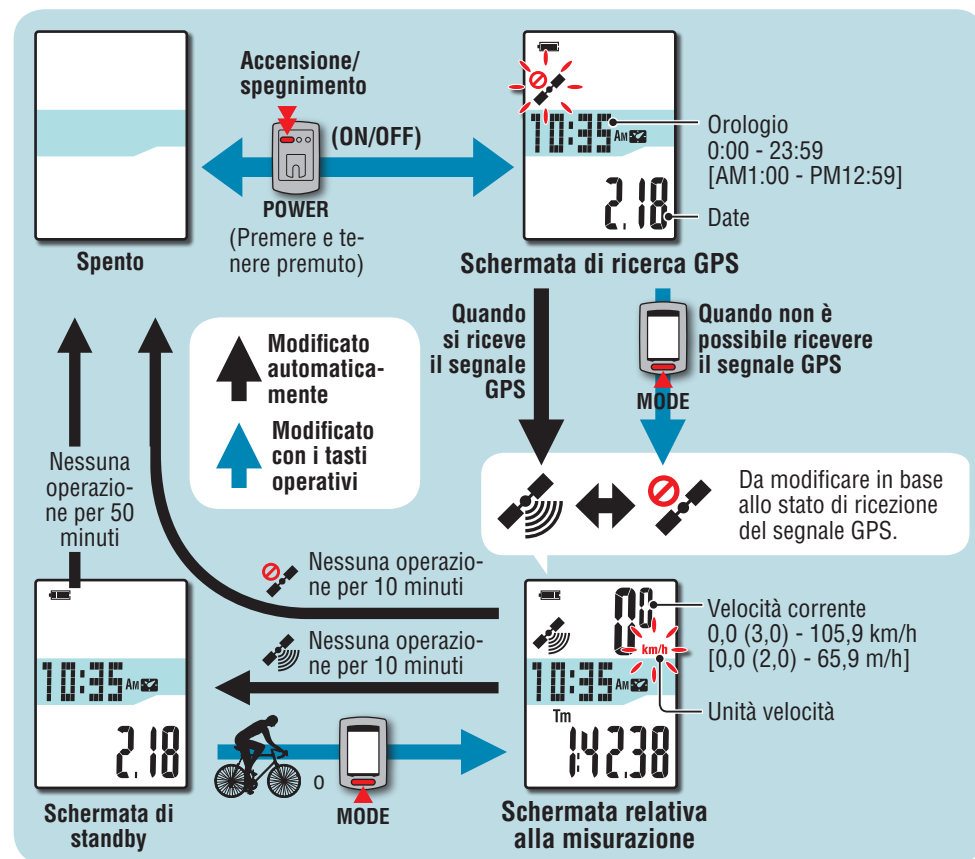 Accensione/
spegnimento
(ON/OFF)
POWER
(Premere e te-
nere premuto)
Spento
10:35 AM
2.18
Orologio
0:00 - 23:59
[AM1:00 - PM12:59]
Date
Schermata di ricerca GPS
Quando
si riceve
il segnale
GPS
MODE
Quando non è
possibile ricevere
il segnale GPS
Modificato
automatica-
mente
Modificato
con i tasti
operativi
Da modificare in base
allo stato di ricezione
del segnale GPS.
Nessuna
operazio-
ne per 50
minuti
Nessuna operazio-
ne per 10 minuti
Nessuna operazio-
ne per 10 minuti
10:35 AM
2.18
Schermata di
standby
o
MODE
0.0
km/h
10:35 AM
Tm
1:42'38
Velocità corrente
0,0 (3,0) - 105,9 km/h
[0,0 (2,0) - 65,9 m/h]
Unità velocità
Schermata relativa
alla misurazione